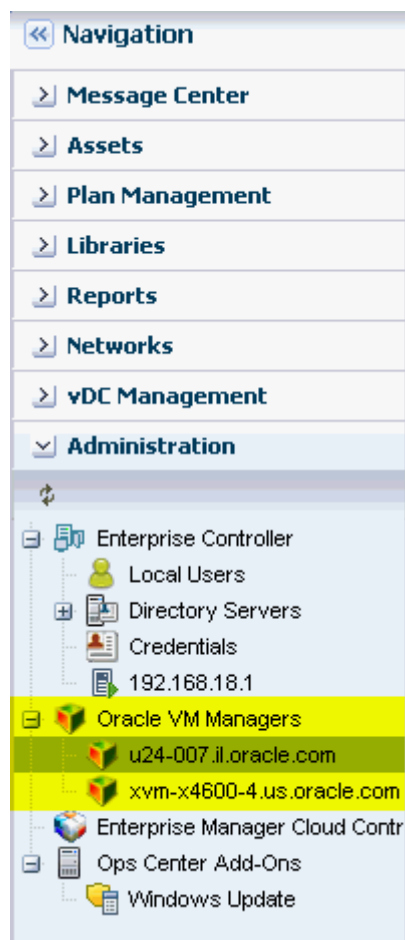 Navigation
Message Center
Assets
Plan Management
Libraries
Reports
Networks
vDC Management
Administration
Enterprise Controller
Local Users
Directory Servers
Credentials
192.168.18.1
Oracle VM Managers
u24-007.il.oracle.com
xvm-x4600-4.us.oracle.com
Enterprise Manager Cloud Contr
Ops Center Add-Ons
Windows Update